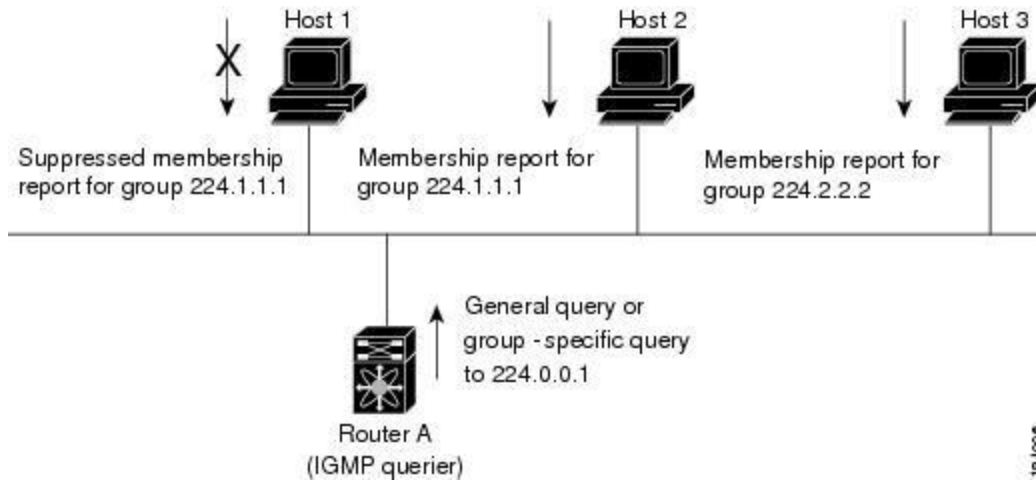 Host 1
Host 2
Host 3
Suppressed membership
report for group 224.1.1.1
Membership report for
group 224.1.1.1
Membership report for
group 224.2.2.2
General query or
group - specific query
to 224.0.0.1
Router A
(IGMP querier)